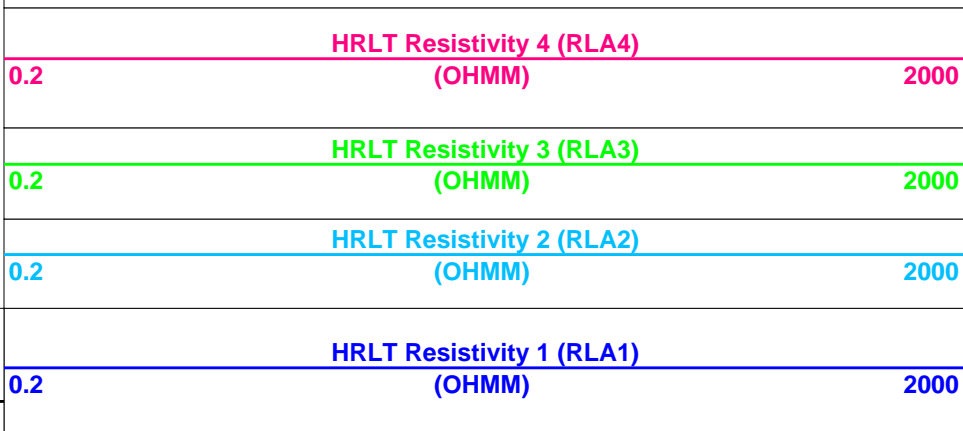 HRLT Resistivity 4 (RLA4)
0.2 (OHMM) 2000
HRLT Resistivity 3 (RLA3)
0.2 (OHMM) 2000
HRLT Resistivity 2 (RLA2)
0.2 (OHMM) 2000
HRLT Resistivity 1 (RLA1)
0.2 (OHMM) 2000